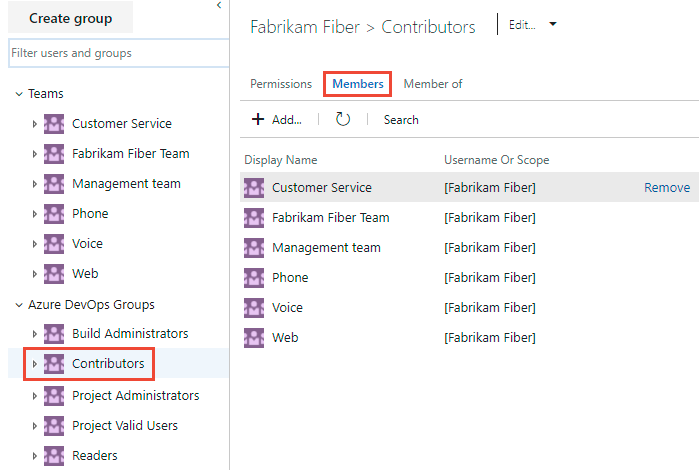 Create group
Filter users and groups
Teams
Customer Service
Fabrikam Fiber Team
Management team
Phone
Voice
Web
Azure DevOps Groups
Build Administrators
Contributors
Project Administrators
Project Valid Users
Readers
Fabrikam Fiber > Contributors
Edit...
Permissions Members Member of
Add... Search
Display Name Username Or Scope
Customer Service [Fabrikam Fiber] Remove
Fabrikam Fiber Team [Fabrikam Fiber]
Management team [Fabrikam Fiber]
Phone [Fabrikam Fiber]
Voice [Fabrikam Fiber]
Web [Fabrikam Fiber]